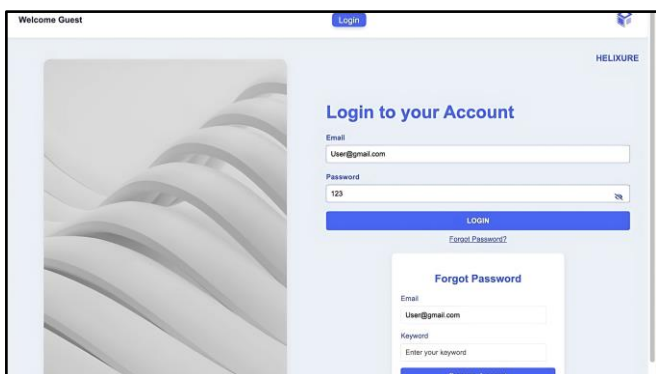 Welcome Guest
Login
HELIXURE
Login to your Account
Email
User@gmail.com
Password
123
LOGIN
Forgot Password?
Forgot Password
Email
User@gmail.com
Keyword
Enter your keyword